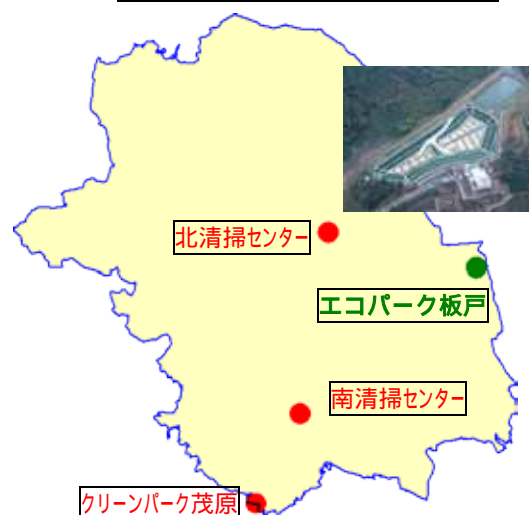 北清掃センター
エコパーク板戸
南清掃センター
クリーンパーク茂原